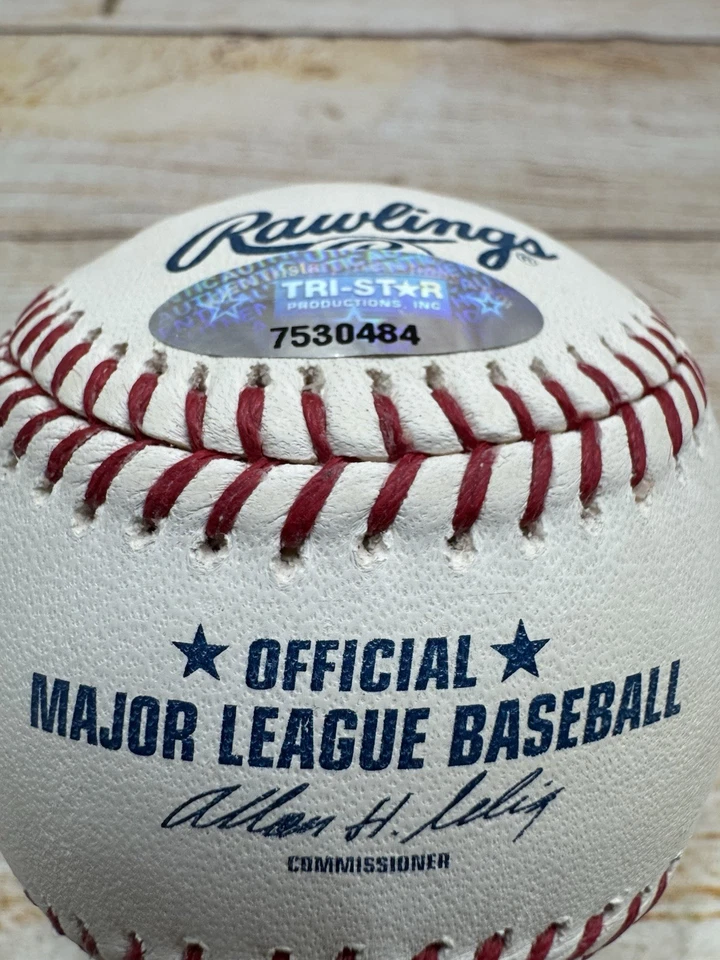 Rawlings®
TRI-STAR
PRODUCTIONS, INC
7530484
★ OFFICIAL ★
MAJOR LEAGUE BASEBALL
Allan H. Selig
COMMISSIONER